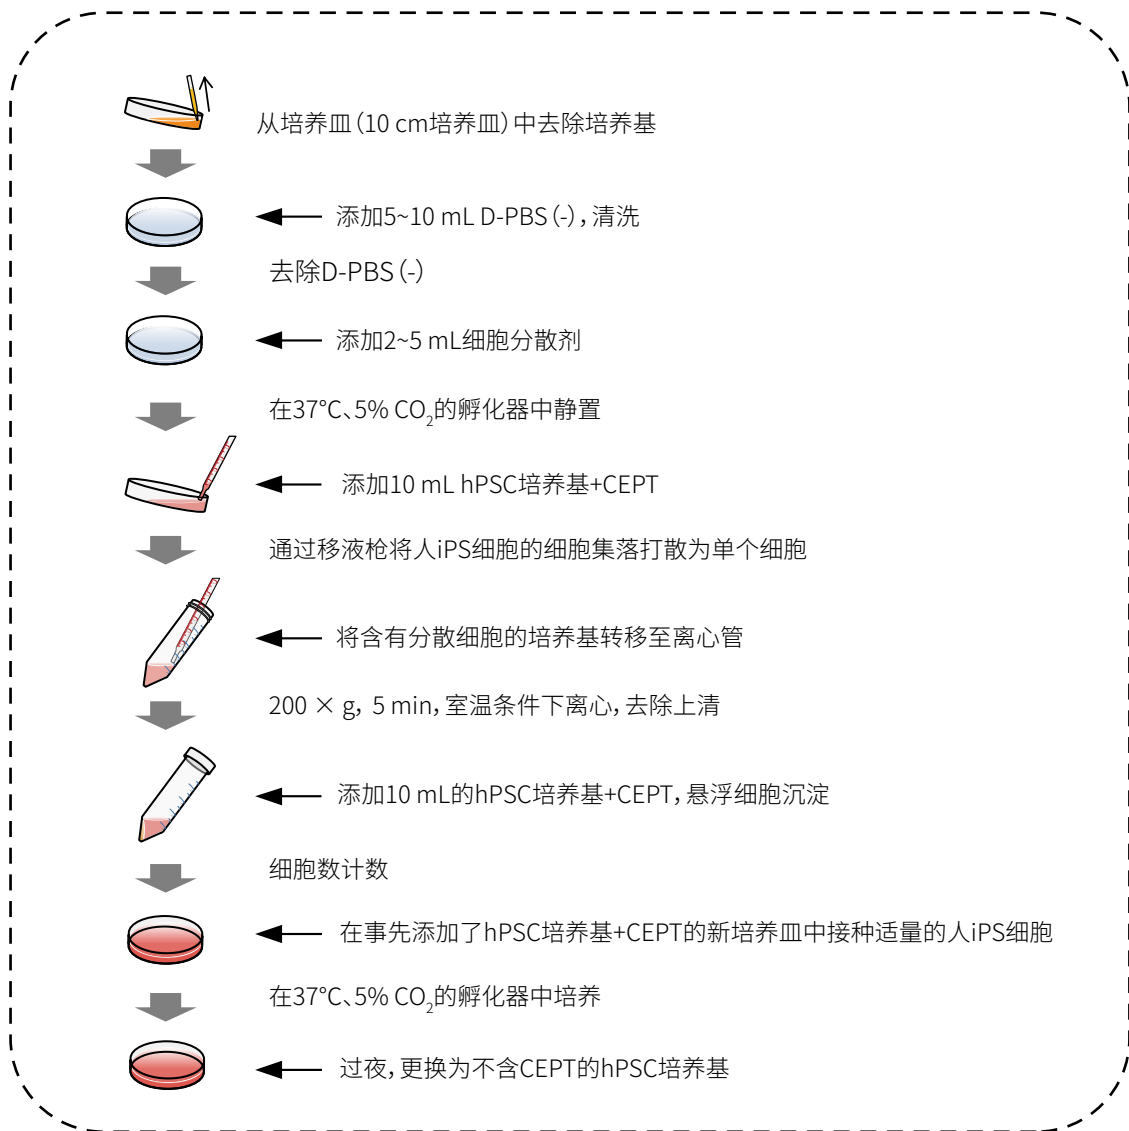 从培养皿（10 cm培养皿）中去除培养基
添加5~10 mL D-PBS（-），清洗
去除D-PBS（-）
添加2~5 mL细胞分散剂
在37℃、5% CO₂的孵化器中静置
添加10 mL hPSC培养基+CEPT
通过移液枪将人iPS细胞的细胞集落打散为单个细胞
将含有分散细胞的培养基转移至离心管
200 × g，5 min，室温条件下离心，去除上清
添加10 mL的hPSC培养基+CEPT，悬浮细胞沉淀
细胞数计数
在事先添加了hPSC培养基+CEPT的新培养皿中接种适量的人iPS细胞
在37℃、5% CO₂的孵化器中培养
过夜，更换为不含CEPT的hPSC培养基